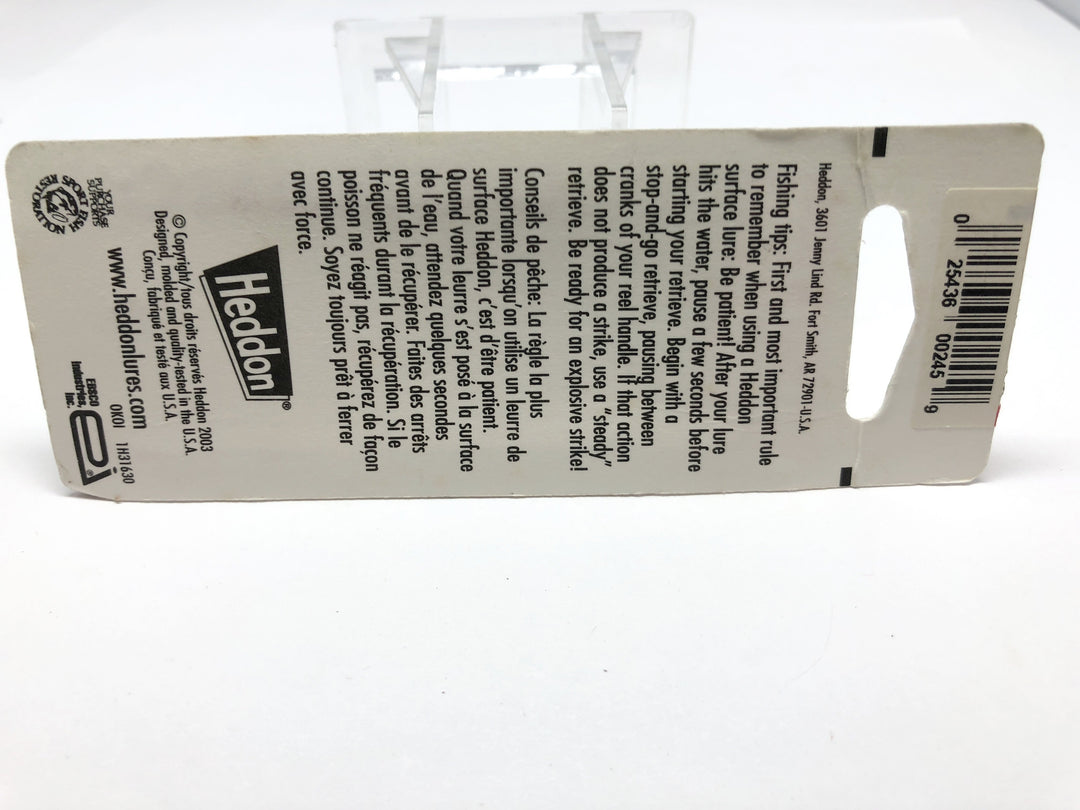 0 25436 00245 9
Heddon, 3601 Jenny Lind Rd. Fort Smith, AR 72901-U.S.A.
Fishing tips: First and most important rule
to remember when using a Heddon
surface lure: Be patient! After your lure
hits the water, pause a few seconds before
starting your retrieve. Begin with a
stop-and-go retrieve, pausing between
cranks of your reel handle. If that action
does not produce a strike, use a "steady"
retrieve. Be ready for an explosive strike!
Conseils de pêche: La règle la plus
importante lorsqu'on utilise un leurre de
surface Heddon, c'est d'être patient.
Quand votre leurre s'est posé à la surface
de l'eau, attendez quelques secondes
avant de le récupérer. Faites des arrêts
fréquents durant la récupération. Si le
poisson ne réagit pas, récupérez de façon
continue. Soyez toujours prêt à ferrer
avec force.
Heddon®
© Copyright/tous droits réservés Heddon 2003
Designed, molded and quality-tested in the U.S.A.
Conçu, fabriqué et testé aux U.S.A.
www.heddonlures.com
YOUR
PURCHASE
SUPPORTS
SPORT FISH
RESTORATION
EBSCO
Industries,
Inc.
OK01 1H31630